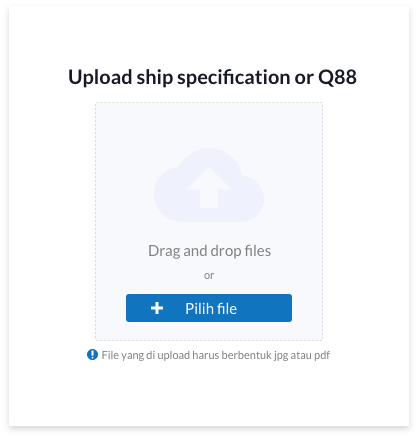 Upload ship specification or Q88
Drag and drop files
or
Pilih file
File yang di upload harus berbentuk jpg atau pdf